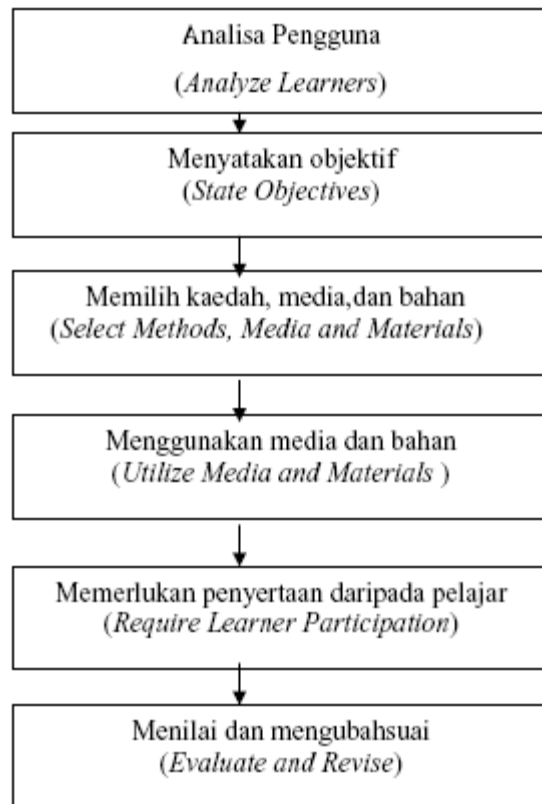 Analisa Pengguna
(Analyze Learners)
Menyatakan objektif
(State Objectives)
Memilih kaedah, media,dan bahan
(Select Methods, Media and Materials)
Menggunakan media dan bahan
(Utilize Media and Materials )
Memerlukan penyertaan daripada pelajar
(Require Learner Participation)
Menilai dan mengubahsuai
(Evaluate and Revise)